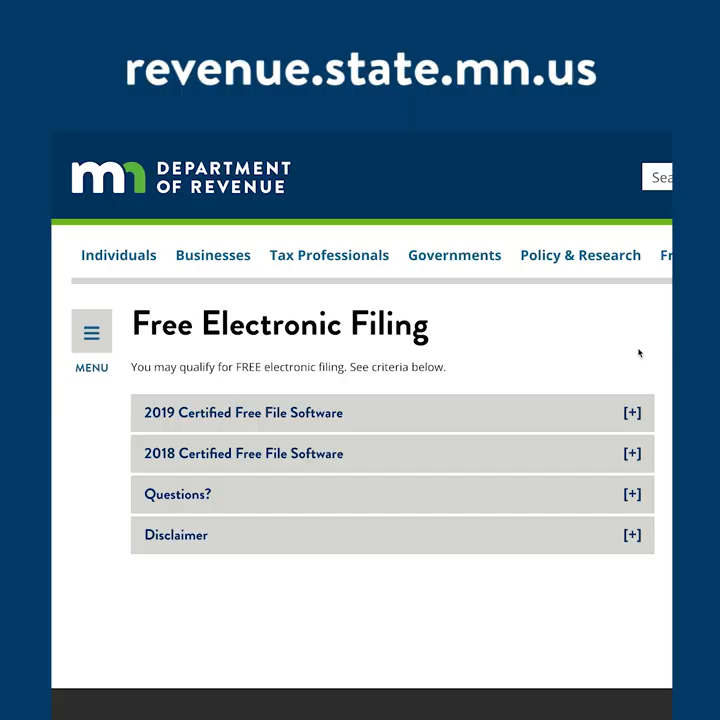 revenue.state.mn.us
mn DEPARTMENT
OF REVENUE
Sea
Individuals Businesses Tax Professionals Governments Policy & Research Fr
Free Electronic Filing
MENU
You may qualify for FREE electronic filing. See criteria below.
2019 Certified Free File Software [+]
2018 Certified Free File Software [+]
Questions? [+]
Disclaimer [+]